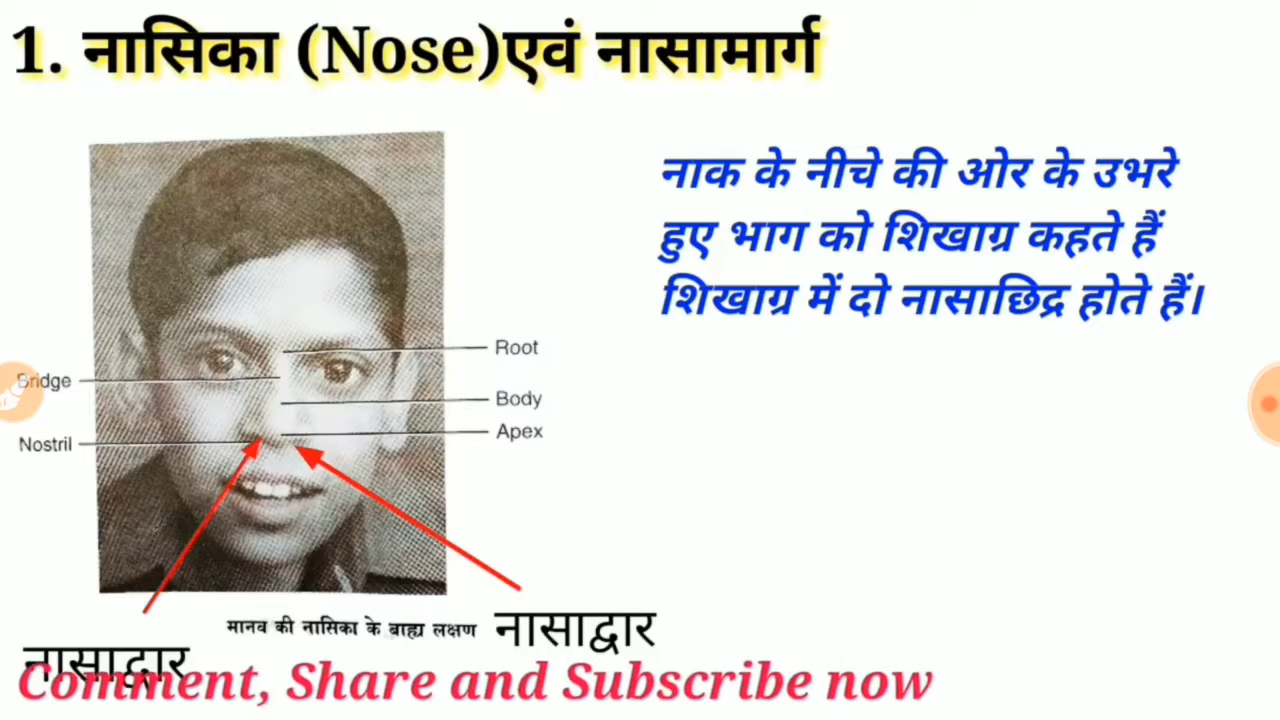 1. नासिका (Nose)एवं नासामार्ग
नाक के नीचे की ओर के उभरे
हुए भाग को शिखाग्र कहते हैं
शिखाग्र में दो नासाछिद्र होते हैं।
Root
Bridge
Body
Apex
Nostril
मानव की नासिका के बाह्य लक्षण
नासाद्वार
नासाद्वार
Comment, Share and Subscribe now